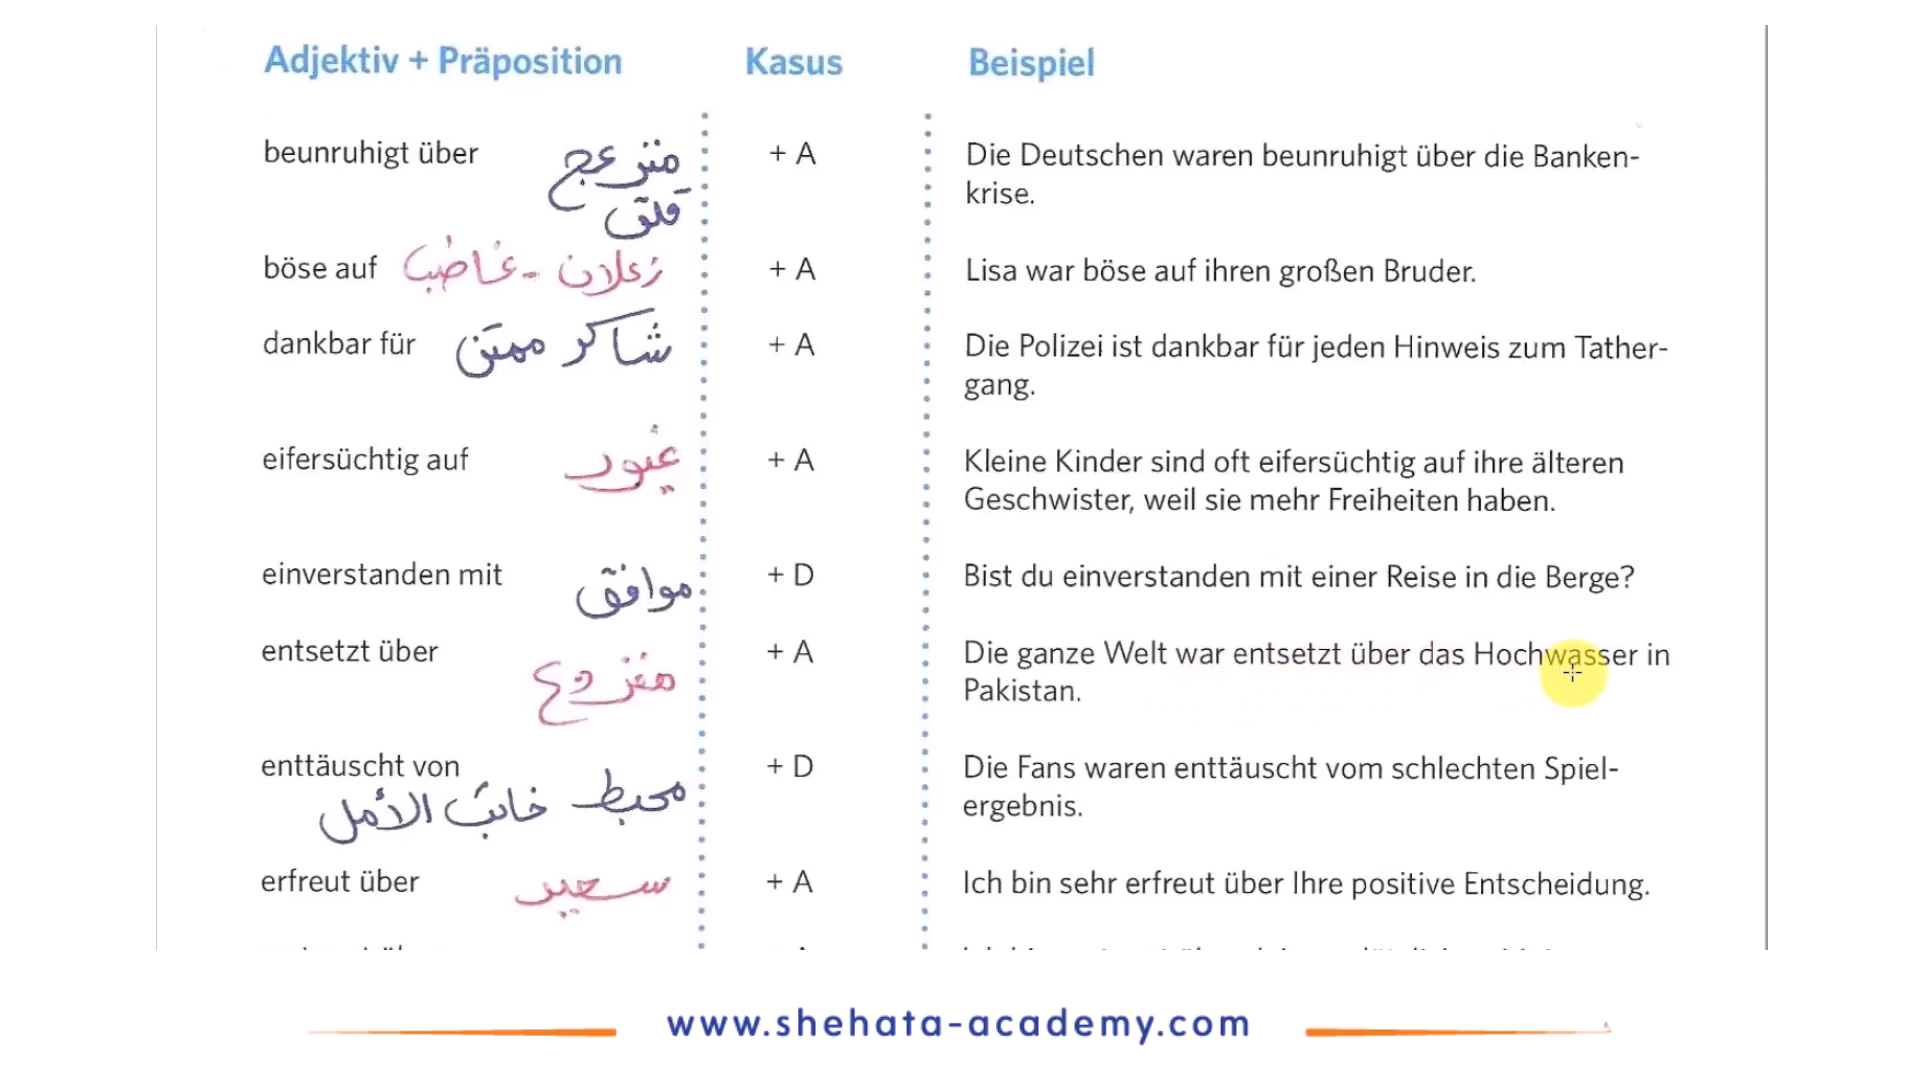 Adjektiv + Präposition Kasus Beispiel
beunruhigt über منزعج + A Die Deutschen waren beunruhigt über die Banken-
قلق krise.
böse auf زعلان - غاضب + A Lisa war böse auf ihren großen Bruder.
dankbar für شاكر ممتن + A Die Polizei ist dankbar für jeden Hinweis zum Tather-
gang.
eifersüchtig auf غيور + A Kleine Kinder sind oft eifersüchtig auf ihre älteren
Geschwister, weil sie mehr Freiheiten haben.
einverstanden mit موافق + D Bist du einverstanden mit einer Reise in die Berge?
entsetzt über + A Die ganze Welt war entsetzt über das Hochwasser in
مفزوع Pakistan.
enttäuscht von + D Die Fans waren enttäuscht vom schlechten Spiel-
محبط خائب الأمل ergebnis.
erfreut über سعيد + A Ich bin sehr erfreut über Ihre positive Entscheidung.
www.shehata-academy.com